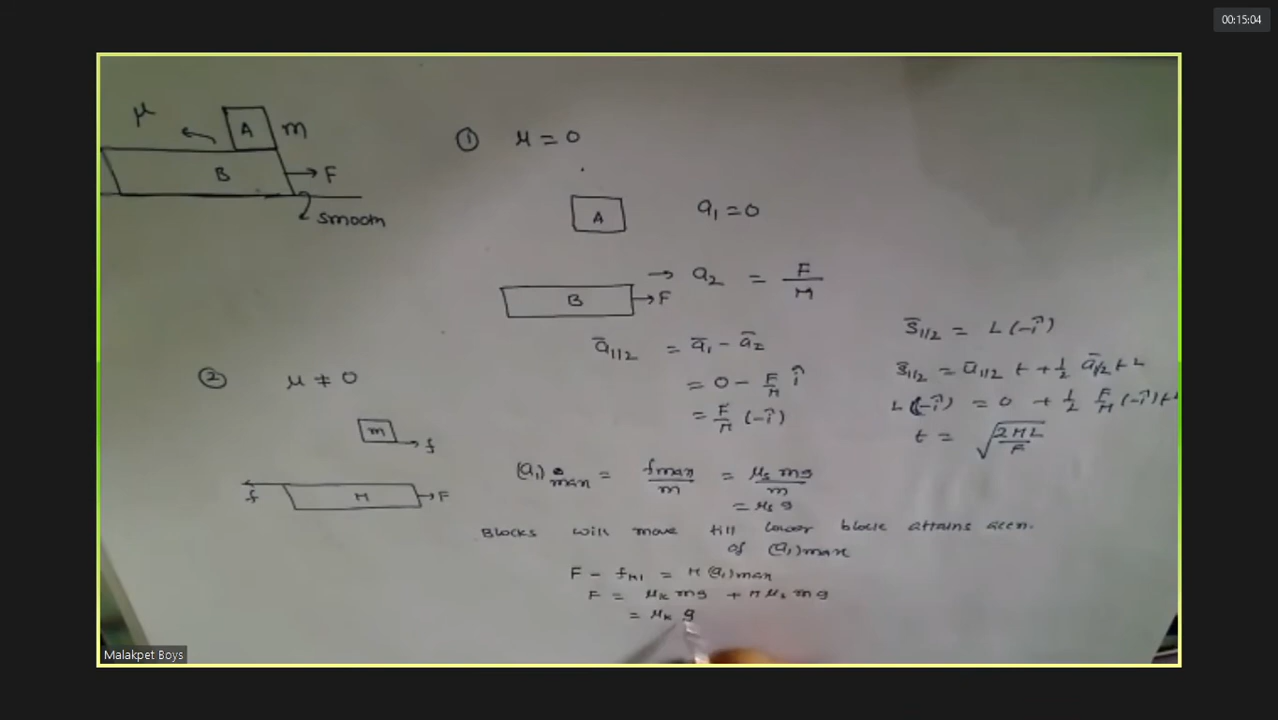 00:15:04
μ
A m
B F
smooth
① μ = 0
A a₁ = 0
B F → a₂ = F/M
ā₁/₂ = ā₁ - ā₂
= 0 - F/M î
= F/M (-î)
s̄₁/₂ = L (-î)
s̄₁/₂ = ū₁/₂ t + 1/2 ā₁/₂ t²
L (-î) = 0 + 1/2 F/M (-î) t²
t = √(2ML/F)
② μ ≠ 0
m f
f M F
(a₁)max = fmax/m = μs mg/m
= μs g
Blocks will move till lower block attains accn.
of (a₁)max
F - = M (a₁)max
F = μk mg + M μs mg
= μk g
Malakpet Boys